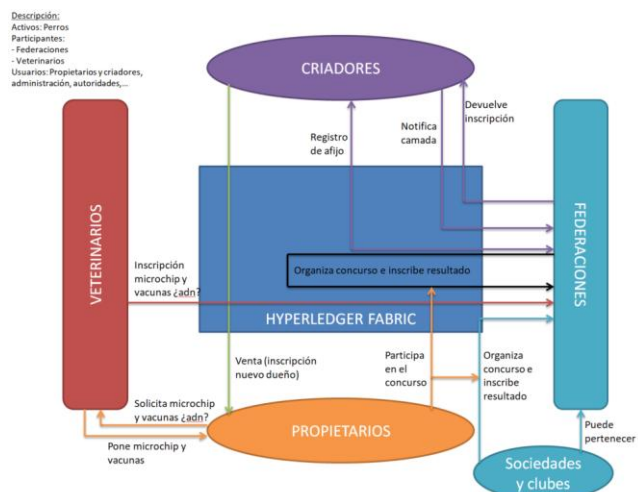 Descripción:
Activos: Perros
Participantes:
- Federaciones
- Veterinarios
Usuarios: Propietarios y criadores,
administración, autoridades,...
CRIADORES
Devuelve
inscripción
Registro
de afijo
Notifica
camada
VETERINARIOS
FEDERACIONES
Organiza concurso e inscribe resultado
Inscripción
microchip y
vacunas ¿adn?
HYPERLEDGER FABRIC
Venta (inscripción
nuevo dueño)
Participa
en el
concurso
Organiza
concurso e
inscribe
resultado
Solicita microchip
y vacunas ¿adn?
Pone microchip y
vacunas
PROPIETARIOS
Puede
pertenecer
Sociedades
y clubes